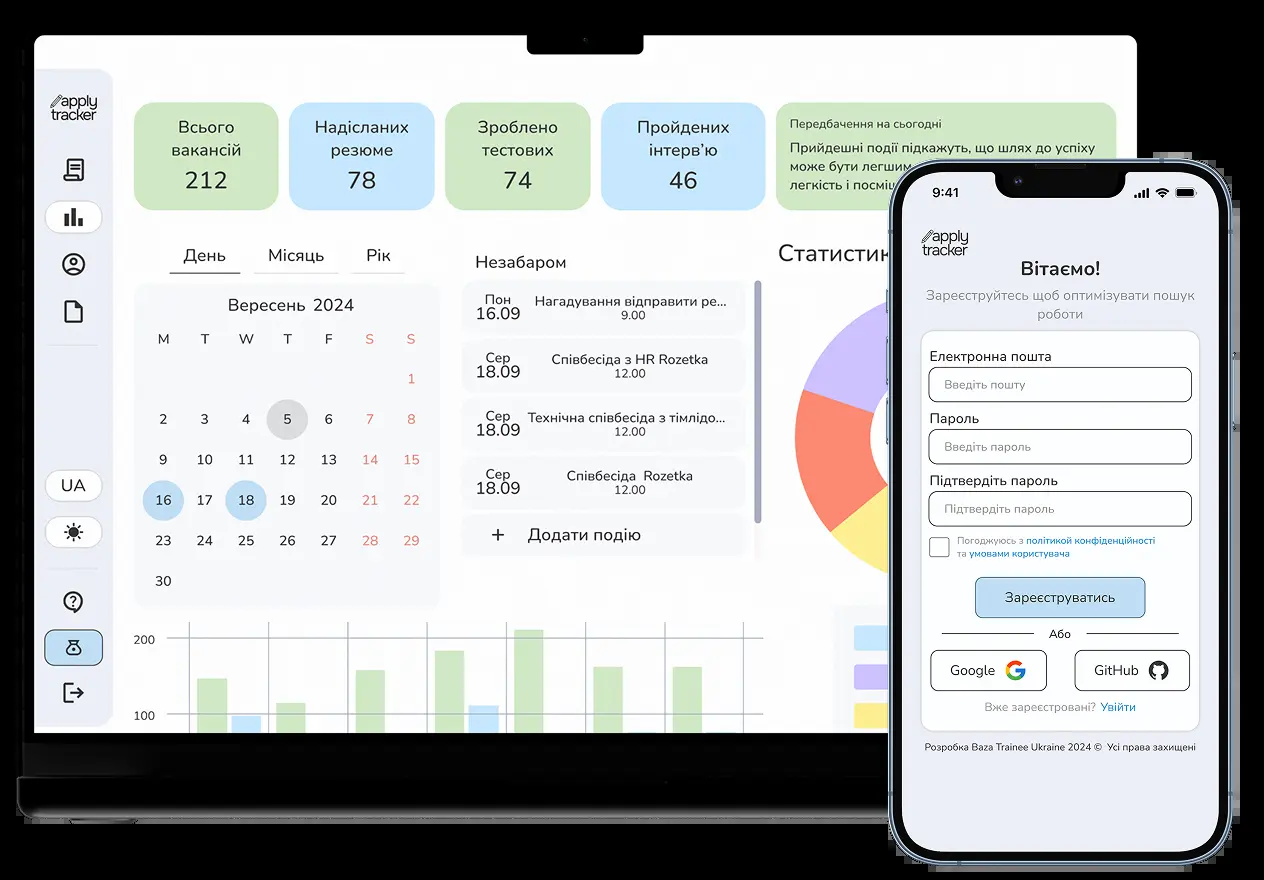 apply
tracker
Всього
вакансій
212
Надісланих
резюме
78
Зроблено
тестових
74
Пройдених
інтерв’ю
46
Передбачення на сьогодні
Прийдешні події підкажуть, що шлях до успіху
може бути легшим
легкість і
День
Місяць
Рік
Вересень 2024
M T W T F S S
1
2 3 4 5 6 7 8
9 10 11 12 13 14 15
16 17 18 19 20 21 22
23 24 25 26 27 28 29
30
Незабаром
Пон
16.09
Нагадування відправити ре...
9.00
Сер
18.09
Співбесіда з HR Rozetka
12.00
Сер
18.09
Технічна співбесіда з тімлідо...
12.00
Сер
18.09
Співбесіда Rozetka
12.00
+ Додати подію
UA
200
100
9:41
apply
tracker
Вітаємо!
Зареєструйтесь щоб оптимізувати пошук
роботи
Електронна пошта
Введіть пошту
Пароль
Введіть пароль
Підтвердіть пароль
Підтвердіть пароль
Погоджуюсь з політикой конфіденційності
та умовами користувача
Зареєструватись
Або
Google
GitHub
Вже зареєстровані? Увійти
Розробка Baza Trainee Ukraine 2024 © Усі права захищені